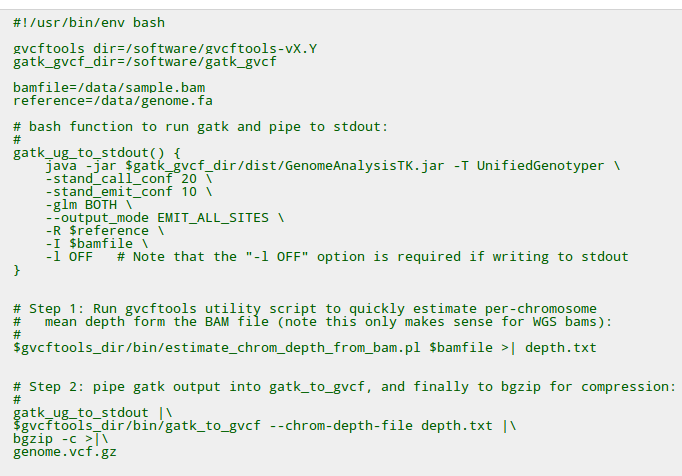 #!/usr/bin/env bash
gvcftools_dir=/software/gvcftools-vX.Y
gatk_gvcf_dir=/software/gatk_gvcf
bamfile=/data/sample.bam
reference=/data/genome.fa
# bash function to run gatk and pipe to stdout:
#
gatk_ug_to_stdout() {
java -jar $gatk_gvcf_dir/dist/GenomeAnalysisTK.jar -T UnifiedGenotyper \
-stand_call_conf 20 \
-stand_emit_conf 10 \
-glm BOTH \
--output_mode EMIT_ALL_SITES \
-R $reference \
-I $bamfile \
-l OFF   # Note that the "-l OFF" option is required if writing to stdout
}
# Step 1: Run gvcftools utility script to quickly estimate per-chromosome
#   mean depth form the BAM file (note this only makes sense for WGS bams):
#
$gvcftools_dir/bin/estimate_chrom_depth_from_bam.pl $bamfile >| depth.txt
# Step 2: pipe gatk output into gatk_to_gvcf, and finally to bgzip for compression:
#
gatk_ug_to_stdout |\
$gvcftools_dir/bin/gatk_to_gvcf --chrom-depth-file depth.txt |\
bgzip -c >|\
genome.vcf.gz